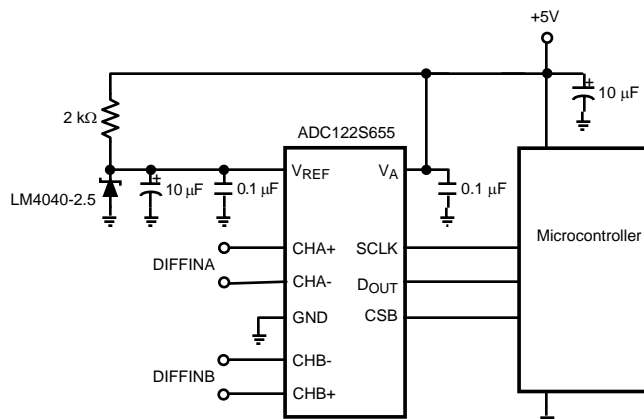 +5V
10 μF
2 kΩ
ADC122S655
VREF
VA
LM4040-2.5
10 μF
0.1 μF
0.1 μF
Microcontroller
DIFFINA
CHA+
CHA-
GND
CHB-
CHB+
SCLK
DOUT
CSB
DIFFINB